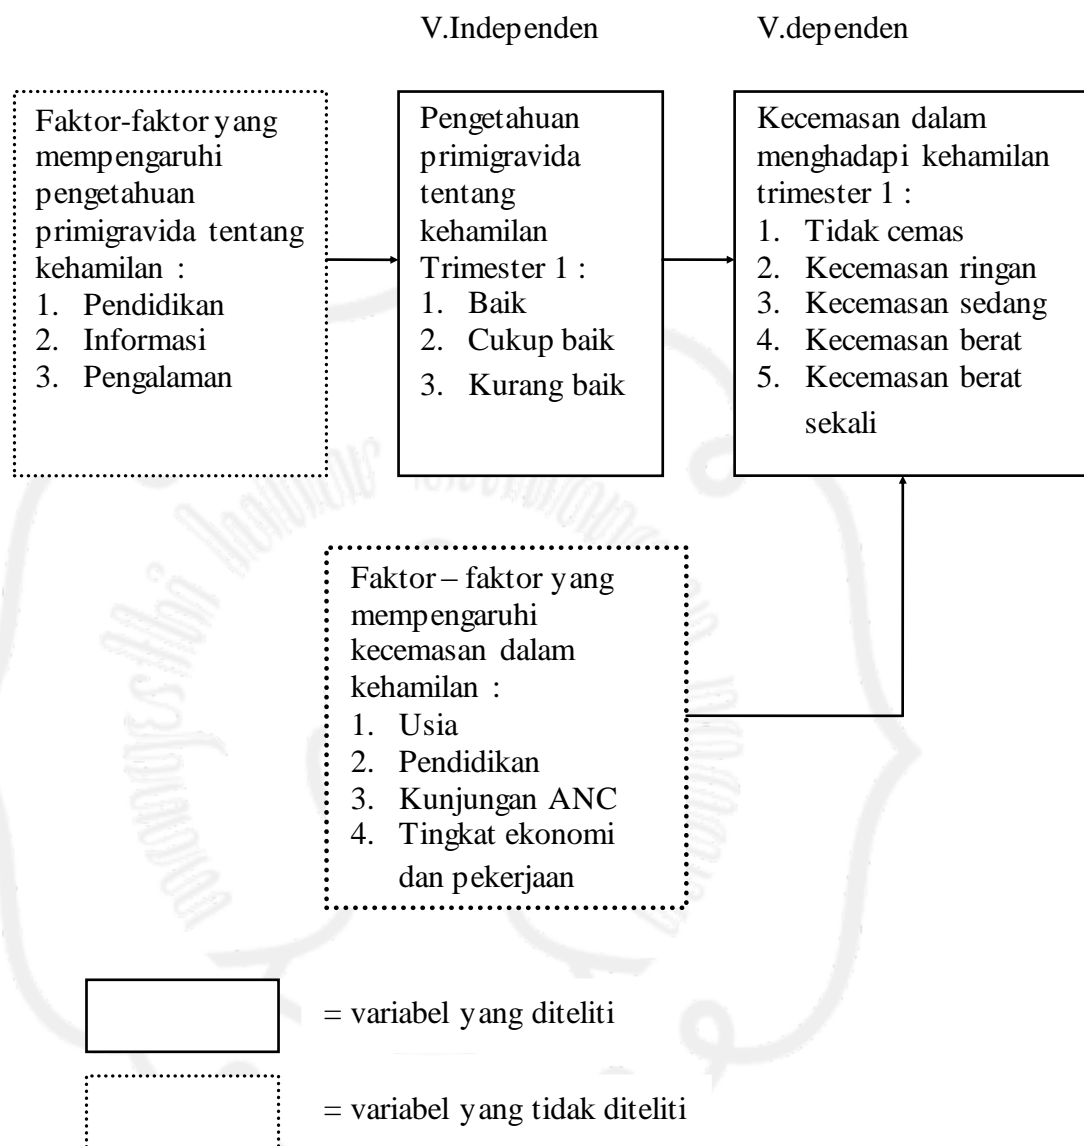 V.Independen
V.dependen
Faktor-faktor yang
mempengaruhi
pengetahuan
primigravida tentang
kehamilan :
1. Pendidikan
2. Informasi
3. Pengalaman
Pengetahuan
primigravida
tentang
kehamilan
Trimester 1 :
1. Baik
2. Cukup baik
3. Kurang baik
Kecemasan dalam
menghadapi kehamilan
trimester 1 :
1. Tidak cemas
2. Kecemasan ringan
3. Kecemasan sedang
4. Kecemasan berat
5. Kecemasan berat
sekali
Faktor – faktor yang
mempengaruhi
kecemasan dalam
kehamilan :
1. Usia
2. Pendidikan
3. Kunjungan ANC
4. Tingkat ekonomi
dan pekerjaan
= variabel yang diteliti
= variabel yang tidak diteliti